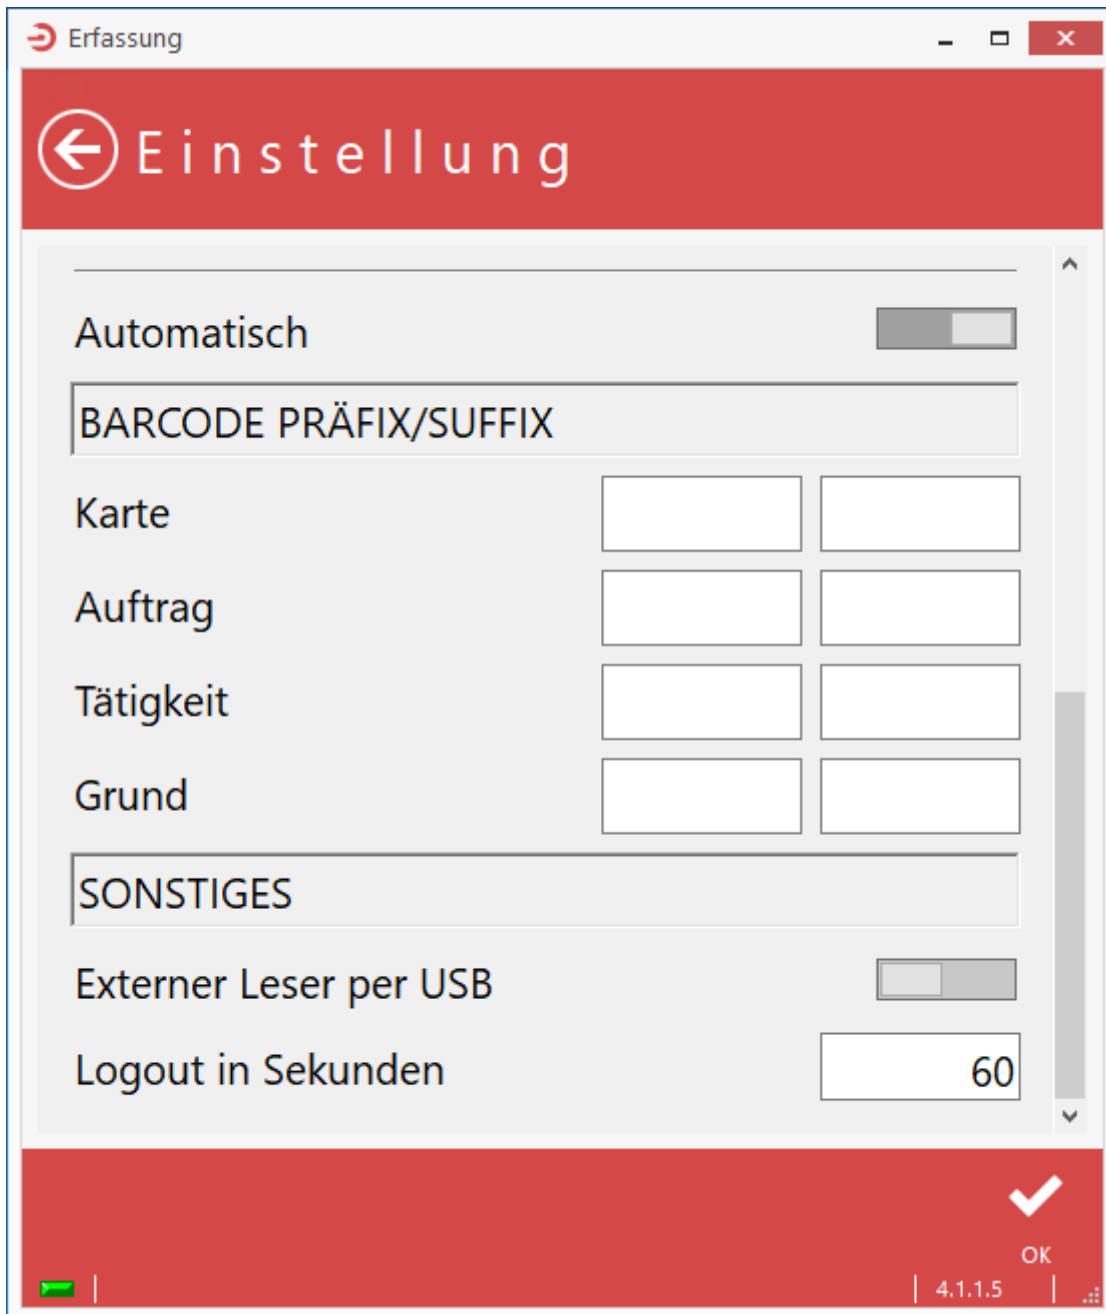 Erfassung
Einstellung
Automatisch
BARCODE PRÄFIX/SUFFIX
Karte
Auftrag
Tätigkeit
Grund
SONSTIGES
Externer Leser per USB
Logout in Sekunden 60
OK
4.1.1.5